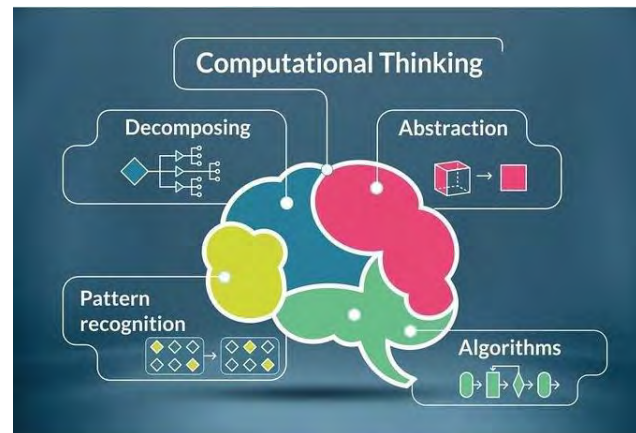 Computational Thinking
Decomposing
Abstraction
Pattern
recognition
Algorithms